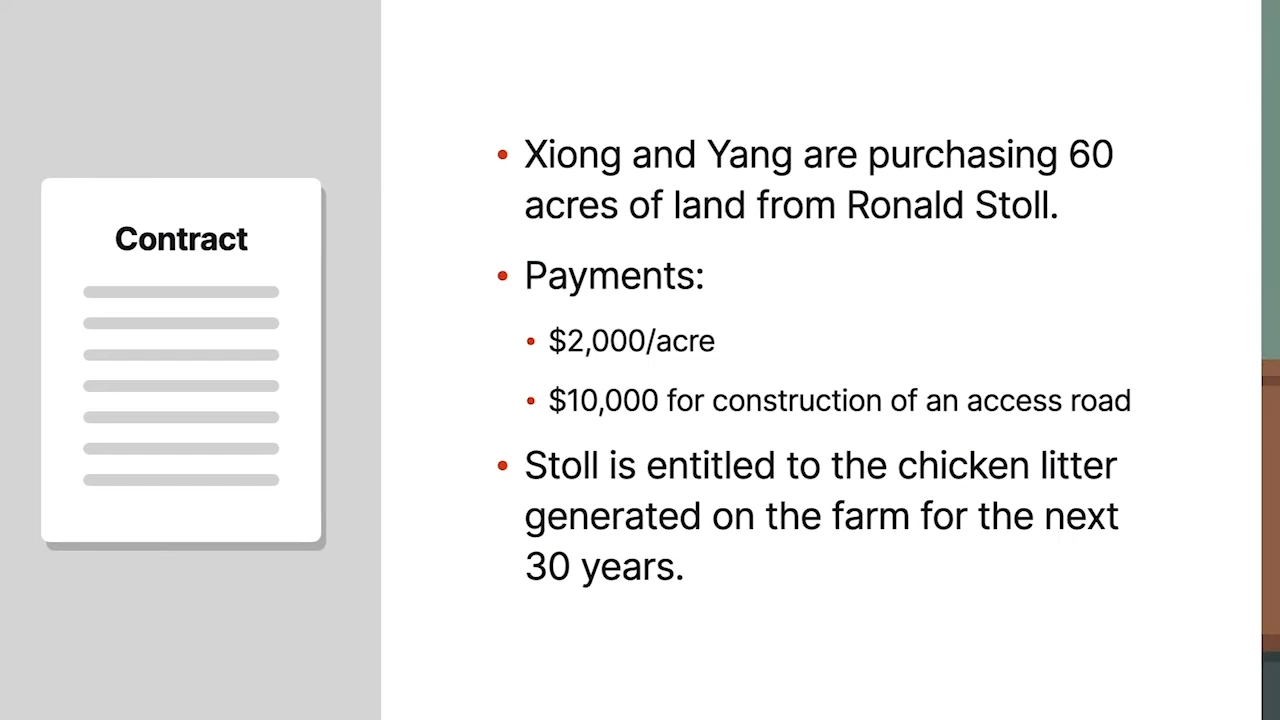 Contract
• Xiong and Yang are purchasing 60
acres of land from Ronald Stoll.
• Payments:
• $2,000/acre
• $10,000 for construction of an access road
• Stoll is entitled to the chicken litter
generated on the farm for the next
30 years.